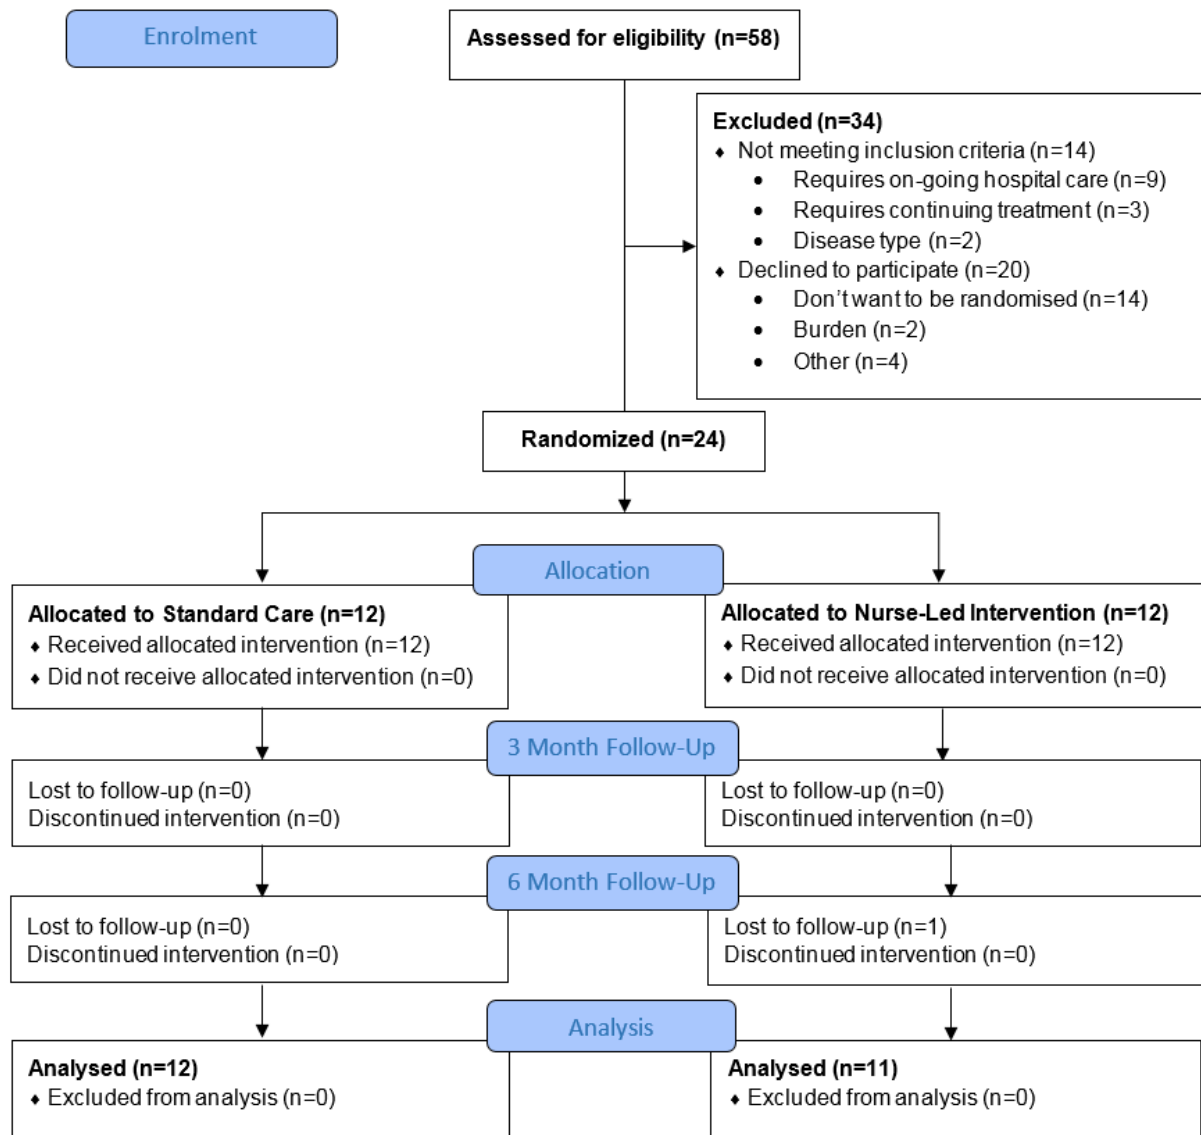 Enrolment
Assessed for eligibility (n=58)
Excluded (n=34)
♦ Not meeting inclusion criteria (n=14)
• Requires on-going hospital care (n=9)
• Requires continuing treatment (n=3)
• Disease type (n=2)
♦ Declined to participate (n=20)
• Don’t want to be randomised (n=14)
• Burden (n=2)
• Other (n=4)
Randomized (n=24)
Allocation
Allocated to Standard Care (n=12)
♦ Received allocated intervention (n=12)
♦ Did not receive allocated intervention (n=0)
Allocated to Nurse-Led Intervention (n=12)
♦ Received allocated intervention (n=12)
♦ Did not receive allocated intervention (n=0)
3 Month Follow-Up
Lost to follow-up (n=0)
Discontinued intervention (n=0)
Lost to follow-up (n=0)
Discontinued intervention (n=0)
6 Month Follow-Up
Lost to follow-up (n=0)
Discontinued intervention (n=0)
Lost to follow-up (n=1)
Discontinued intervention (n=0)
Analysis
Analysed (n=12)
♦ Excluded from analysis (n=0)
Analysed (n=11)
♦ Excluded from analysis (n=0)